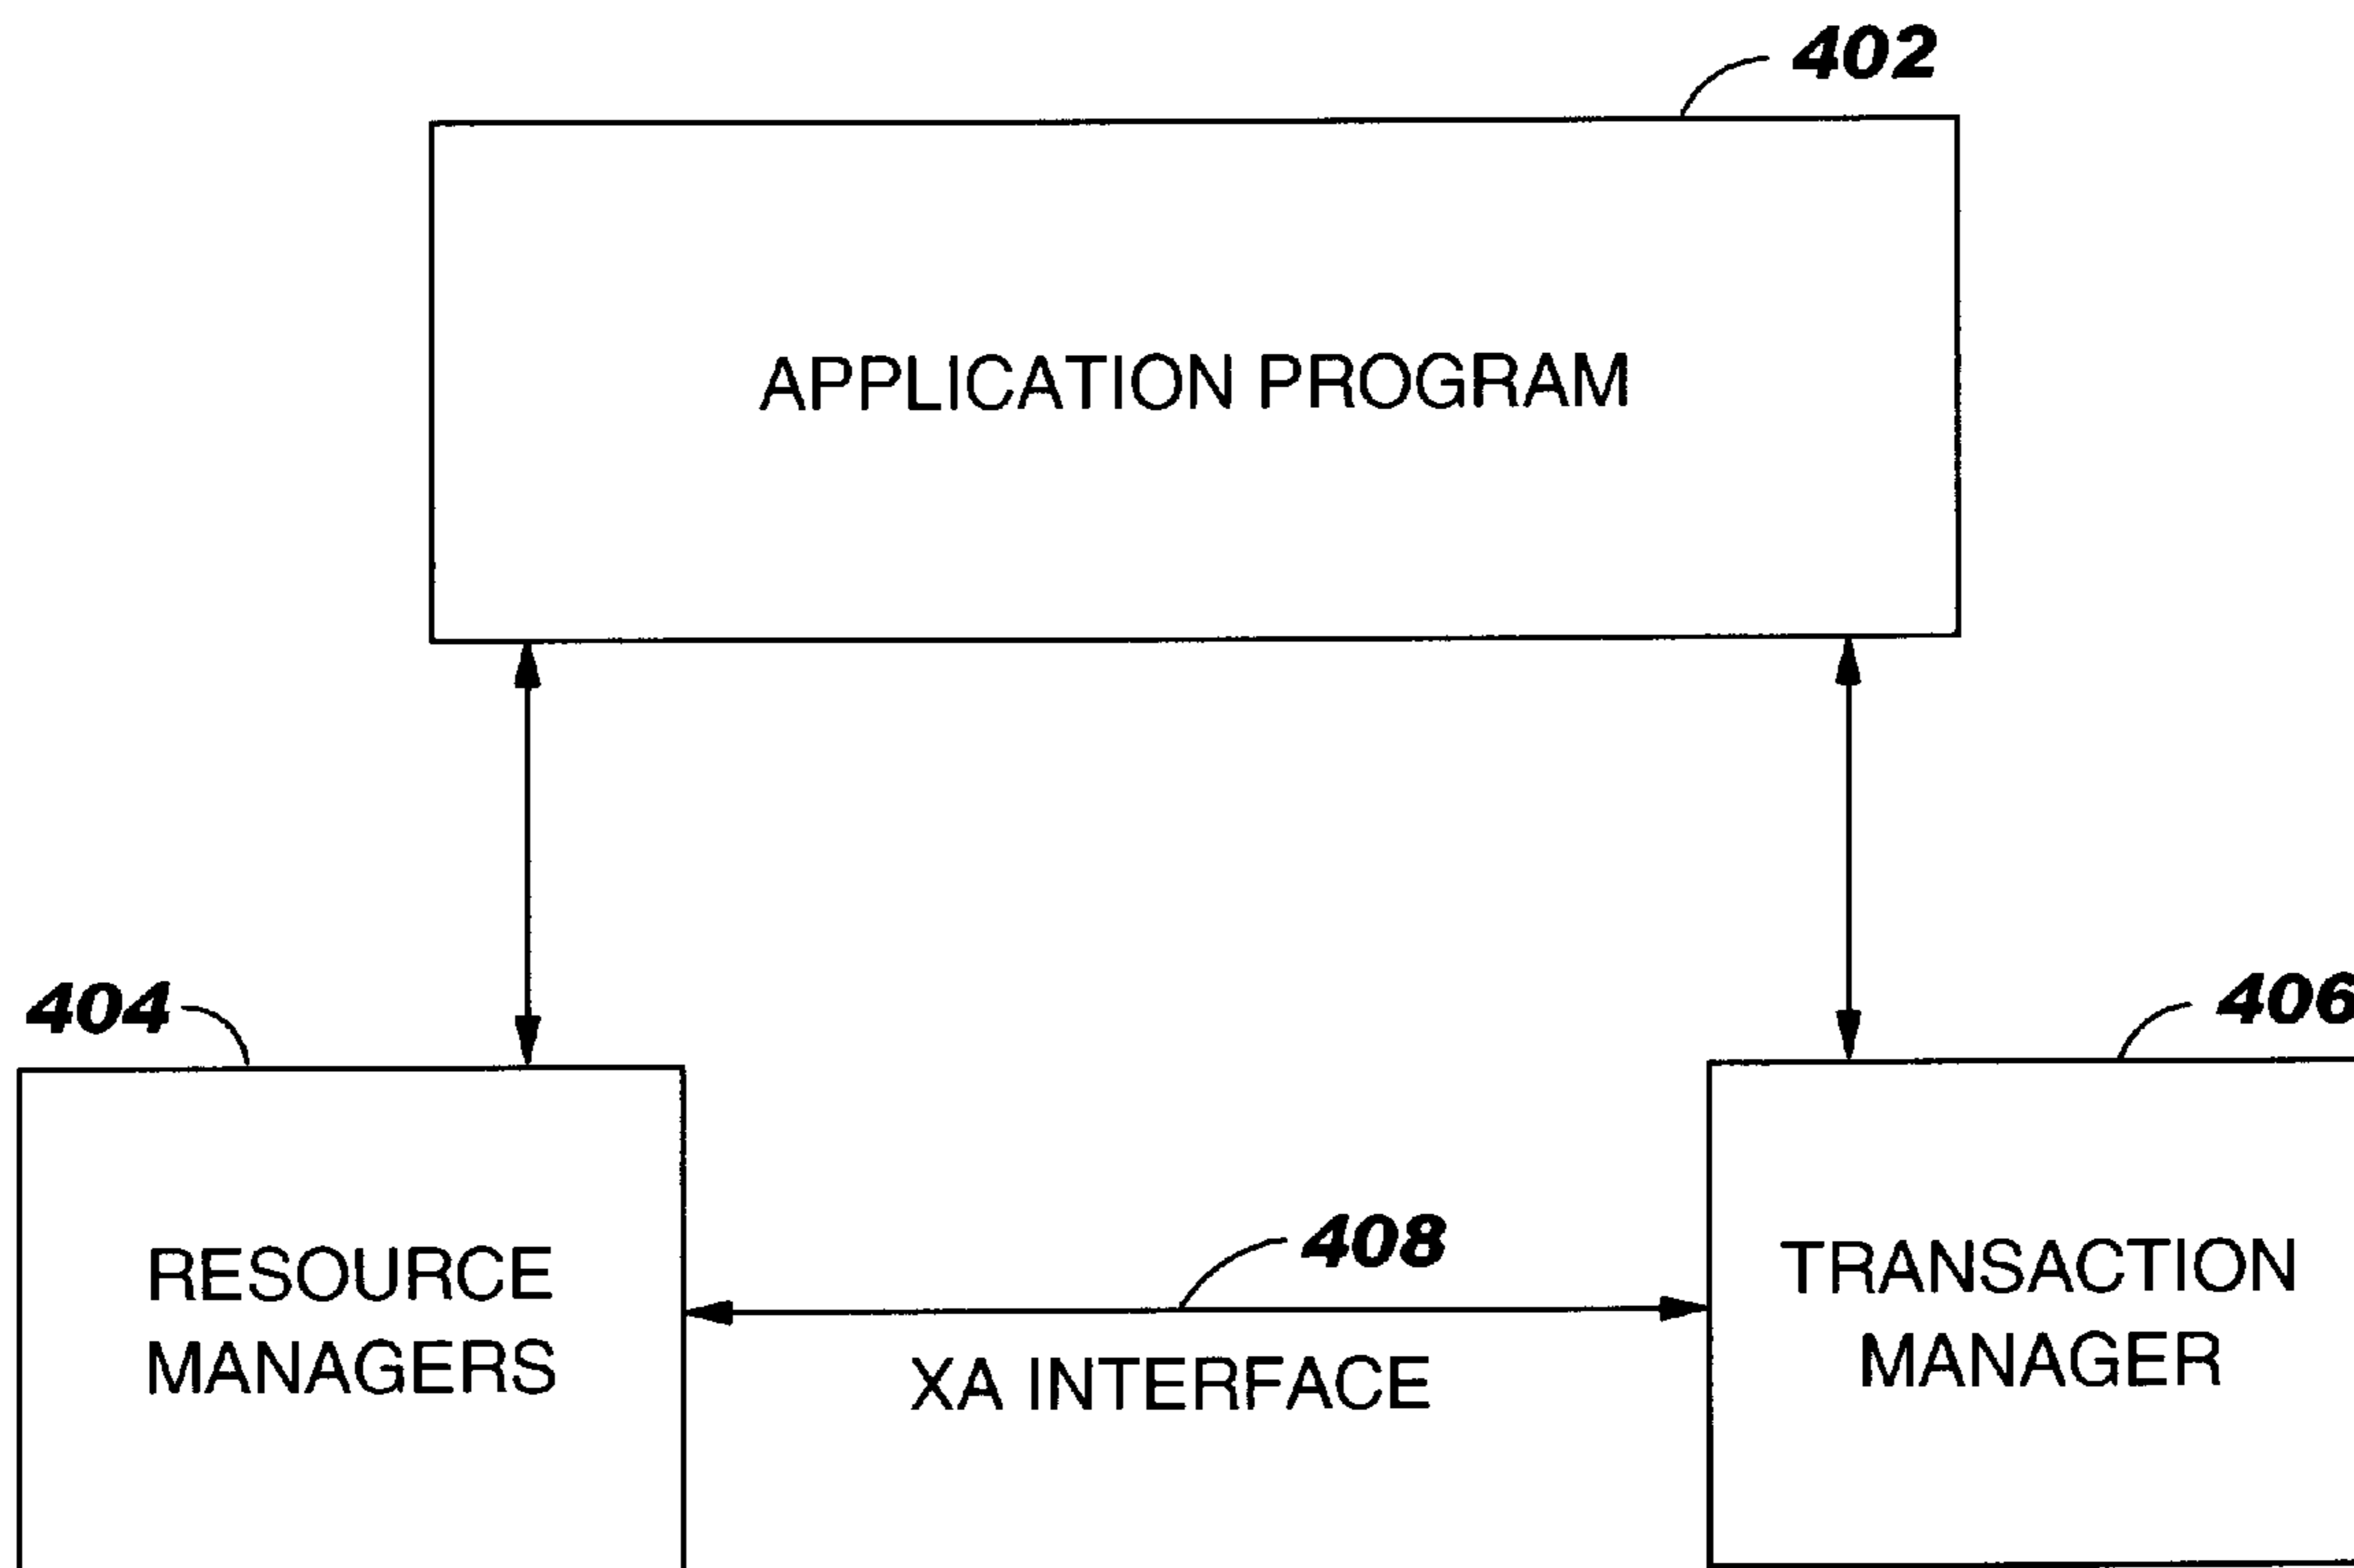 402
APPLICATION PROGRAM
404
406
408
RESOURCE
MANAGERS
XA INTERFACE
TRANSACTION
MANAGER